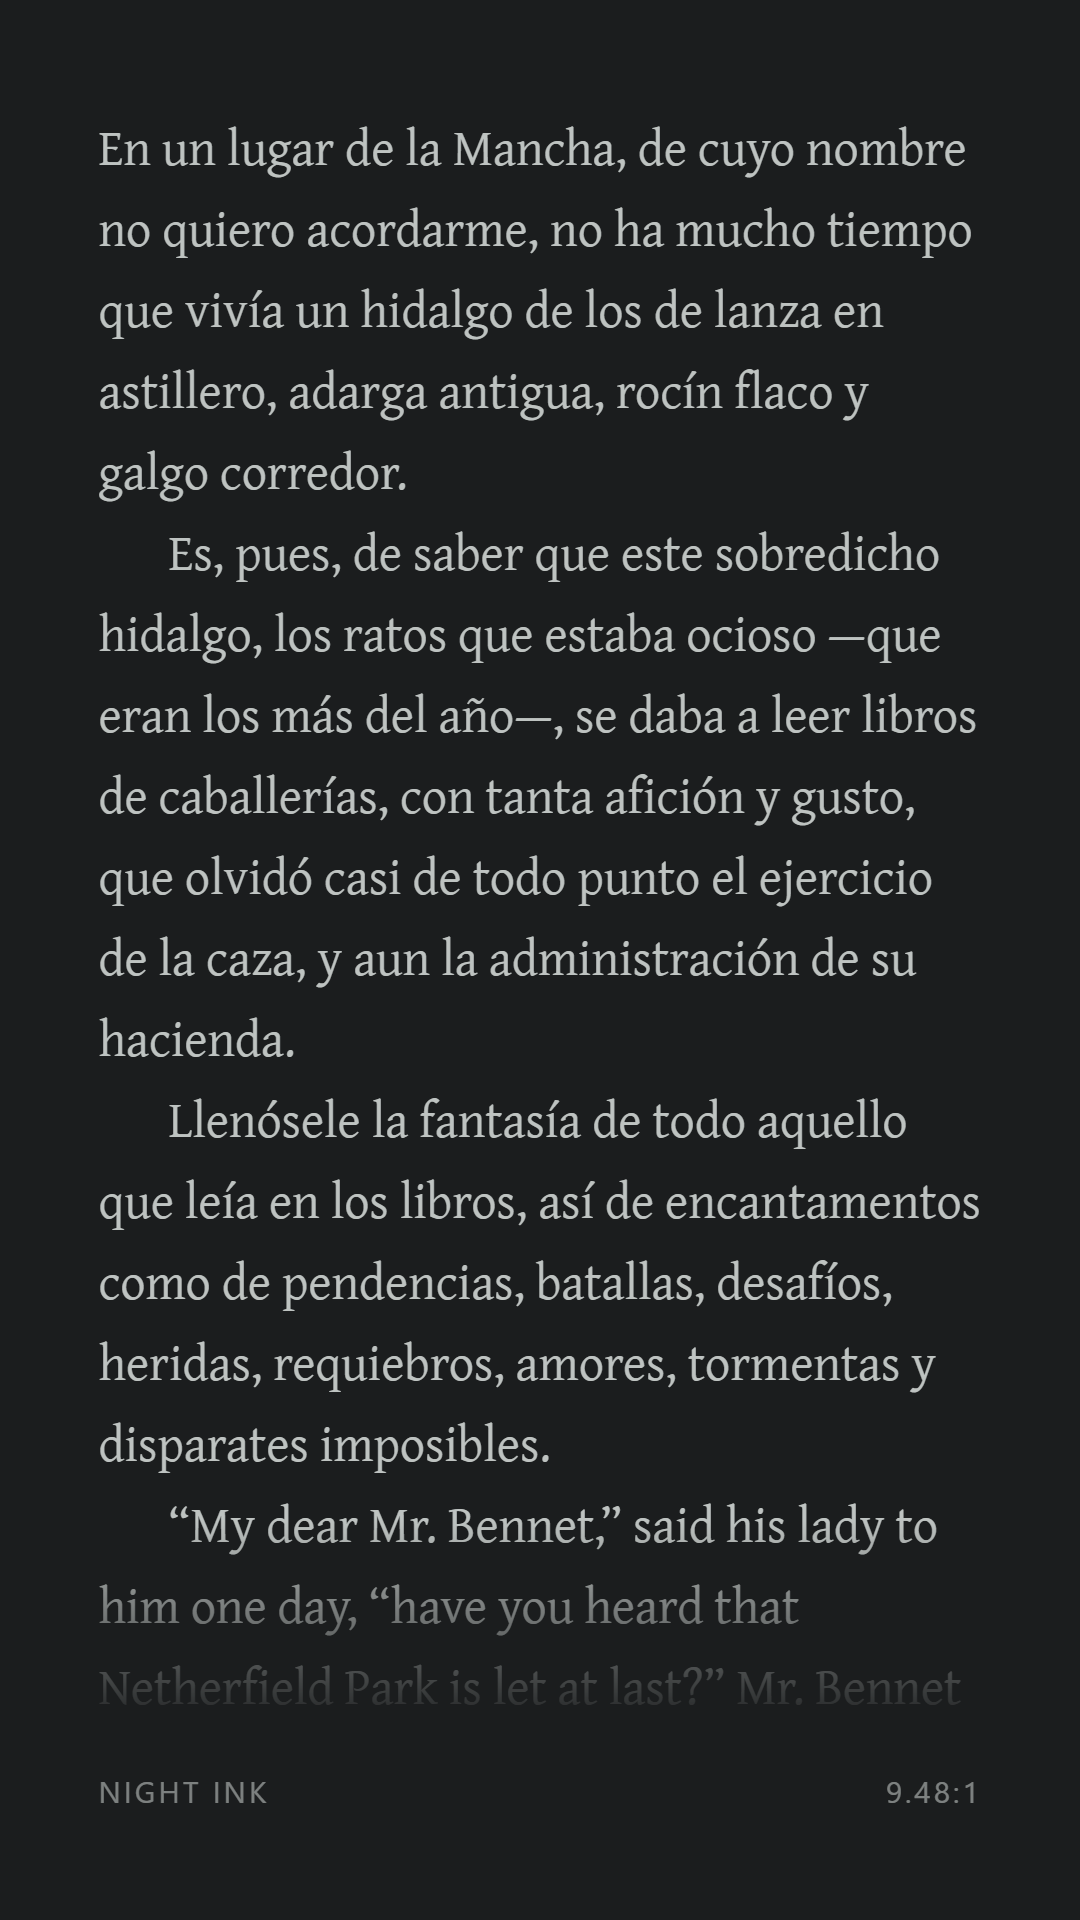 En un lugar de la Mancha, de cuyo nombre
no quiero acordarme, no ha mucho tiempo
que vivía un hidalgo de los de lanza en
astillero, adarga antigua, rocín flaco y
galgo corredor.
Es, pues, de saber que este sobredicho
hidalgo, los ratos que estaba ocioso —que
eran los más del año—, se daba a leer libros
de caballerías, con tanta afición y gusto,
que olvidó casi de todo punto el ejercicio
de la caza, y aun la administración de su
hacienda.
Llenósele la fantasía de todo aquello
que leía en los libros, así de encantamentos
como de pendencias, batallas, desafíos,
heridas, requiebros, amores, tormentas y
disparates imposibles.
“My dear Mr. Bennet,” said his lady to
him one day, “have you heard that
Netherfield Park is let at last?” Mr. Bennet
NIGHT INK
9.48:1